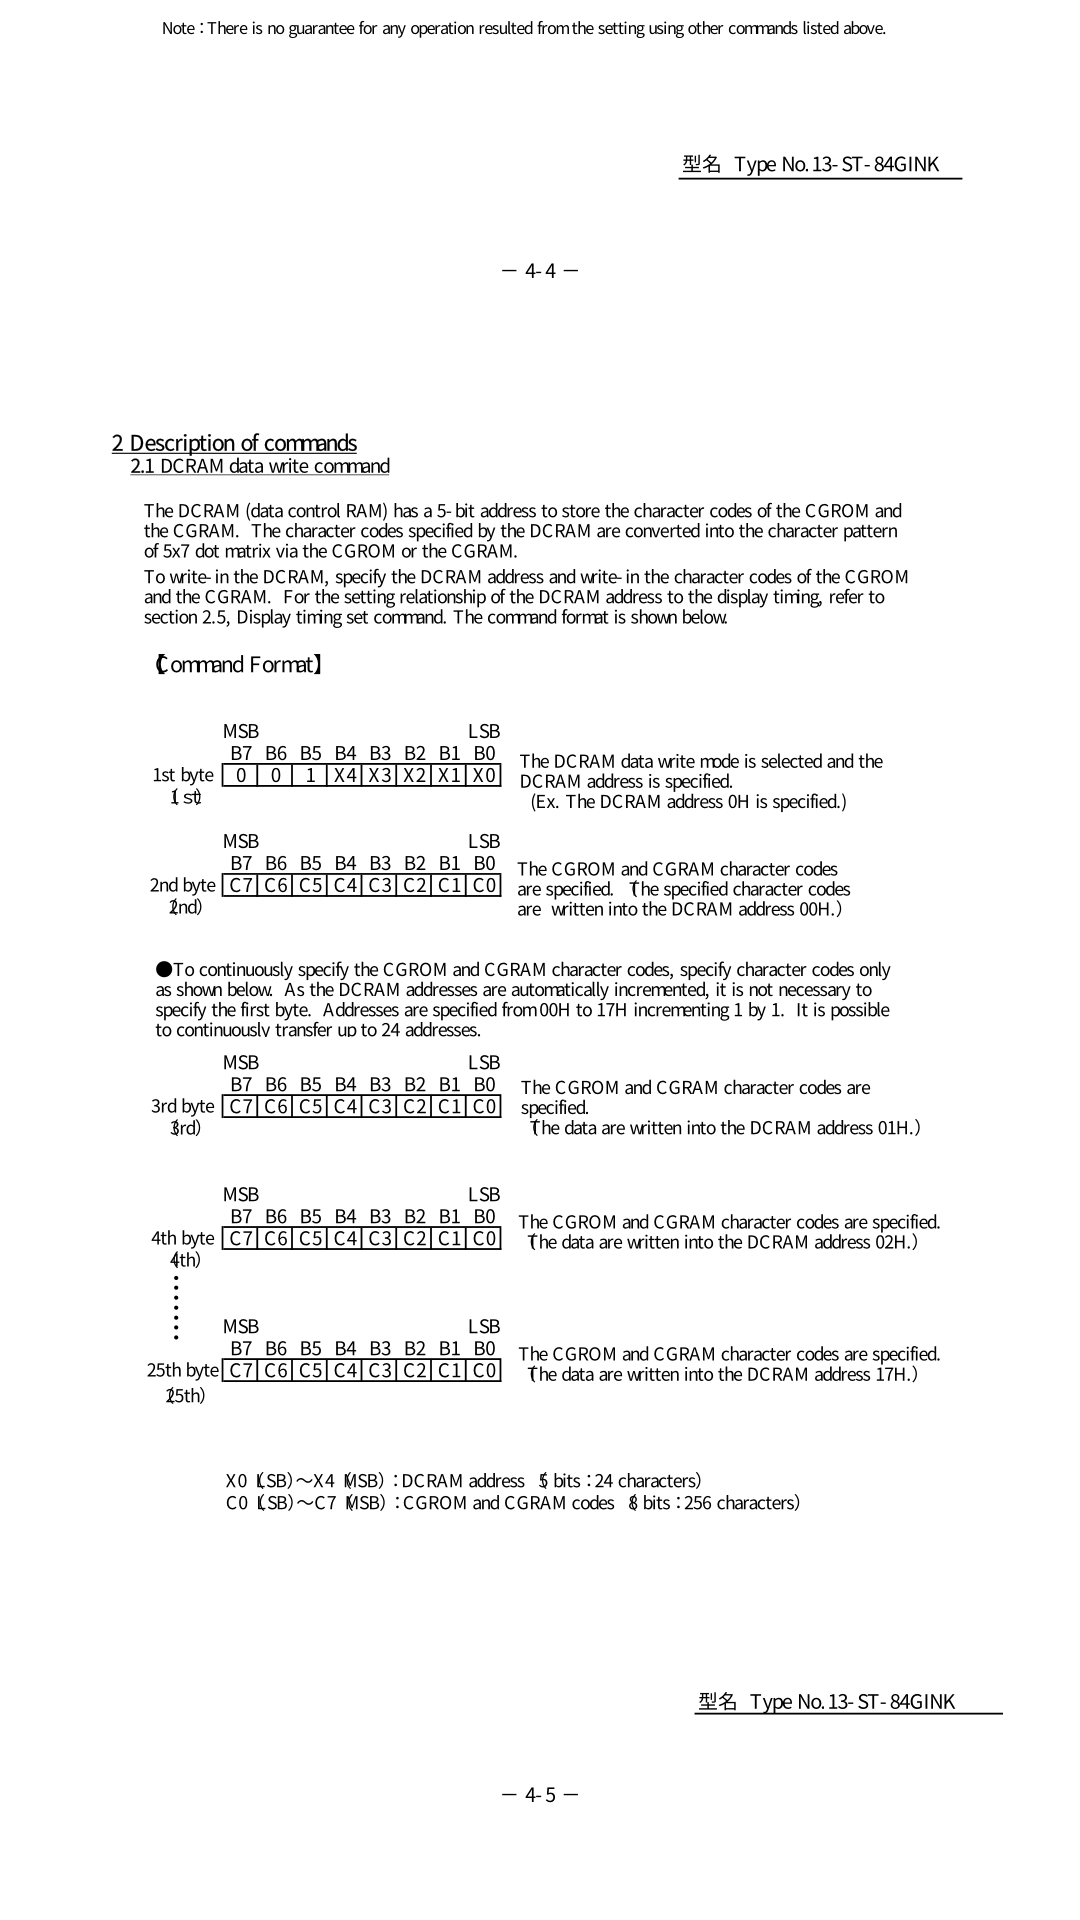 Note：There is no guarantee for any operation resulted from the setting using other commands listed above.
型名 Type No.13-ST-84GINK
－ 4-4 －
2 Description of commands
2.1 DCRAM data write command
The DCRAM (data control RAM) has a 5-bit address to store the character codes of the CGROM and
the CGRAM. The character codes specified by the DCRAM are converted into the character pattern
of 5x7 dot matrix via the CGROM or the CGRAM.
To write-in the DCRAM, specify the DCRAM address and write-in the character codes of the CGROM
and the CGRAM. For the setting relationship of the DCRAM address to the display timing, refer to
section 2.5, Display timing set command. The command format is shown below.
【Command Format】
MSB LSB
B7 B6 B5 B4 B3 B2 B1 B0
1st byte 0 0 1 X4 X3 X2 X1 X0
（1st）
The DCRAM data write mode is selected and the
DCRAM address is specified.
(Ex. The DCRAM address 0H is specified.)
MSB LSB
B7 B6 B5 B4 B3 B2 B1 B0
2nd byte C7 C6 C5 C4 C3 C2 C1 C0
（2nd）
The CGROM and CGRAM character codes
are specified. （The specified character codes
are written into the DCRAM address 00H.）
●To continuously specify the CGROM and CGRAM character codes, specify character codes only
as shown below. As the DCRAM addresses are automatically incremented, it is not necessary to
specify the first byte. Addresses are specified from 00H to 17H incrementing 1 by 1. It is possible
to continuously transfer up to 24 addresses.
MSB LSB
B7 B6 B5 B4 B3 B2 B1 B0
3rd byte C7 C6 C5 C4 C3 C2 C1 C0
（3rd）
The CGROM and CGRAM character codes are
specified.
（The data are written into the DCRAM address 01H.）
MSB LSB
B7 B6 B5 B4 B3 B2 B1 B0
4th byte C7 C6 C5 C4 C3 C2 C1 C0
（4th）
The CGROM and CGRAM character codes are specified.
（The data are written into the DCRAM address 02H.）
MSB LSB
B7 B6 B5 B4 B3 B2 B1 B0
25th byte C7 C6 C5 C4 C3 C2 C1 C0
（25th）
The CGROM and CGRAM character codes are specified.
（The data are written into the DCRAM address 17H.）
X0（LSB）～X4（MSB）：DCRAM address （5 bits：24 characters）
C0（LSB）～C7（MSB）：CGROM and CGRAM codes （8 bits：256 characters）
型名 Type No.13-ST-84GINK
－ 4-5 －